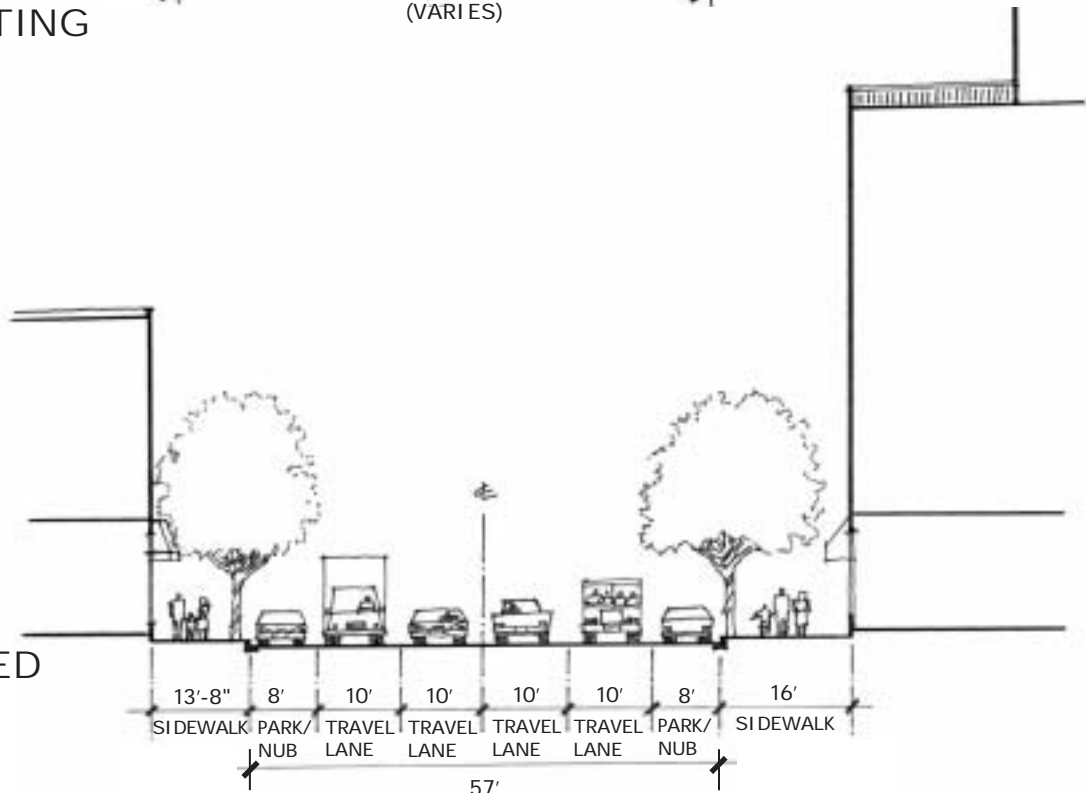 (VARIES)
TING
ED
13'-8" 8' 10' 10' 10' 10' 8' 16'
SIDEWALK PARK/ TRAVEL TRAVEL TRAVEL TRAVEL PARK/ SIDEWALK
NUB LANE LANE LANE LANE NUB
57'